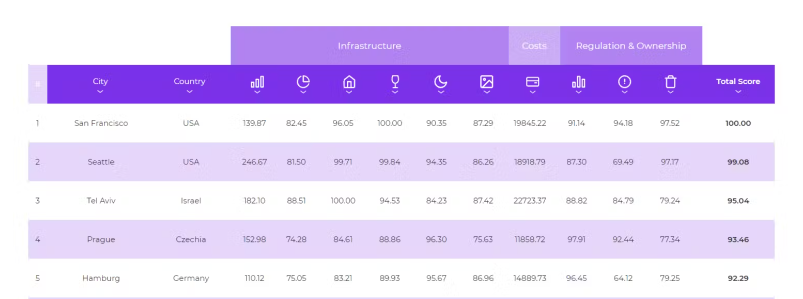 Infrastructure Costs Regulation & Ownership
City Country Total Score
1 San Francisco USA 139.87 82.45 96.05 100.00 90.35 87.29 19845.22 91.14 94.18 97.52 100.00
2 Seattle USA 246.67 81.50 99.71 99.84 94.35 86.26 18918.79 87.30 69.49 97.17 99.08
3 Tel Aviv Israel 182.10 88.51 100.00 94.53 84.23 87.42 22723.37 88.82 84.79 79.24 95.04
4 Prague Czechia 152.98 74.28 84.61 88.86 96.30 75.63 11858.72 97.91 92.44 77.34 93.46
5 Hamburg Germany 110.12 75.05 83.21 89.93 95.67 86.96 14889.73 96.45 64.12 79.25 92.29